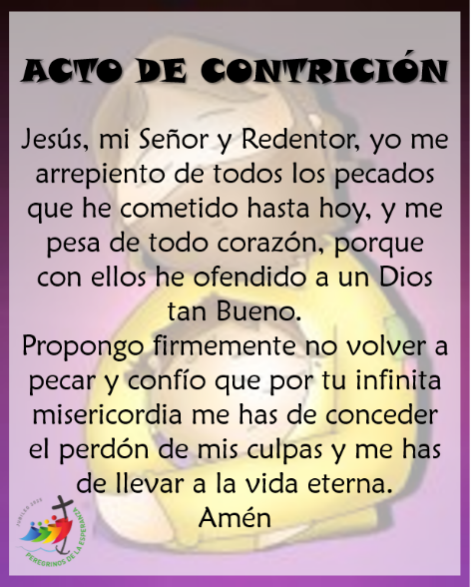 ACTO DE CONTRICIÓN
Jesús, mi Señor y Redentor, yo me
arrepiento de todos los pecados
que he cometido hasta hoy, y me
pesa de todo corazón, porque
con ellos he ofendido a un Dios
tan Bueno.
Propongo firmemente no volver a
pecar y confío que por tu infinita
misericordia me has de conceder
el perdón de mis culpas y me has
de llevar a la vida eterna.
Amén
JUBILEO 2025
PEREGRINOS DE LA ESPERANZA